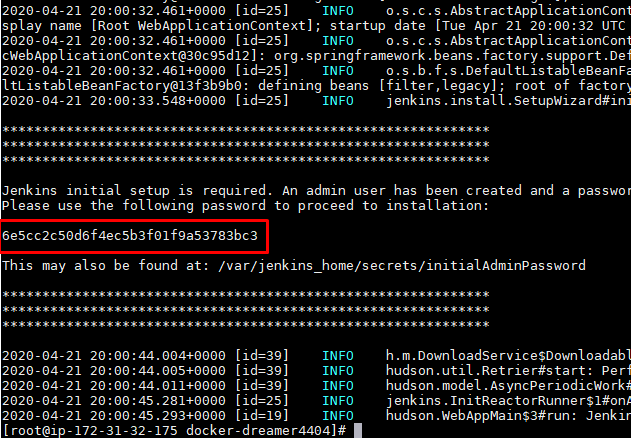 2020-04-21 20:00:32.461+0000 [id=25] INFO o.s.c.s.AbstractApplicationCont
splay name [Root WebApplicationContext]; startup date [Tue Apr 21 20:00:32 UTC
2020-04-21 20:00:32.461+0000 [id=25] INFO o.s.c.s.AbstractApplicationCont
cWebApplicationContext@30c95d12]: org.springframework.beans.factory.support.Def
2020-04-21 20:00:32.461+0000 [id=25] INFO o.s.b.f.s.DefaultListableBeanFa
ltListableBeanFactory@13f3b9b0: defining beans [filter,legacy]; root of factory
2020-04-21 20:00:33.548+0000 [id=25] INFO jenkins.install.SetupWizard#ini
*************************************************************
*************************************************************
*************************************************************
Jenkins initial setup is required. An admin user has been created and a passwor
Please use the following password to proceed to installation:
6e5cc2c50d6f4ec5b3f01f9a53783bc3
This may also be found at: /var/jenkins_home/secrets/initialAdminPassword
*************************************************************
*************************************************************
*************************************************************
2020-04-21 20:00:44.004+0000 [id=39] INFO h.m.DownloadService$Downloadabl
2020-04-21 20:00:44.005+0000 [id=39] INFO hudson.util.Retrier#start: Perf
2020-04-21 20:00:44.011+0000 [id=39] INFO hudson.model.AsyncPeriodicWork#
2020-04-21 20:00:45.281+0000 [id=25] INFO jenkins.InitReactorRunner$1#onA
2020-04-21 20:00:45.293+0000 [id=19] INFO hudson.WebAppMain$3#run: Jenkin
[root@ip-172-31-32-175 docker-dreamer4404]#